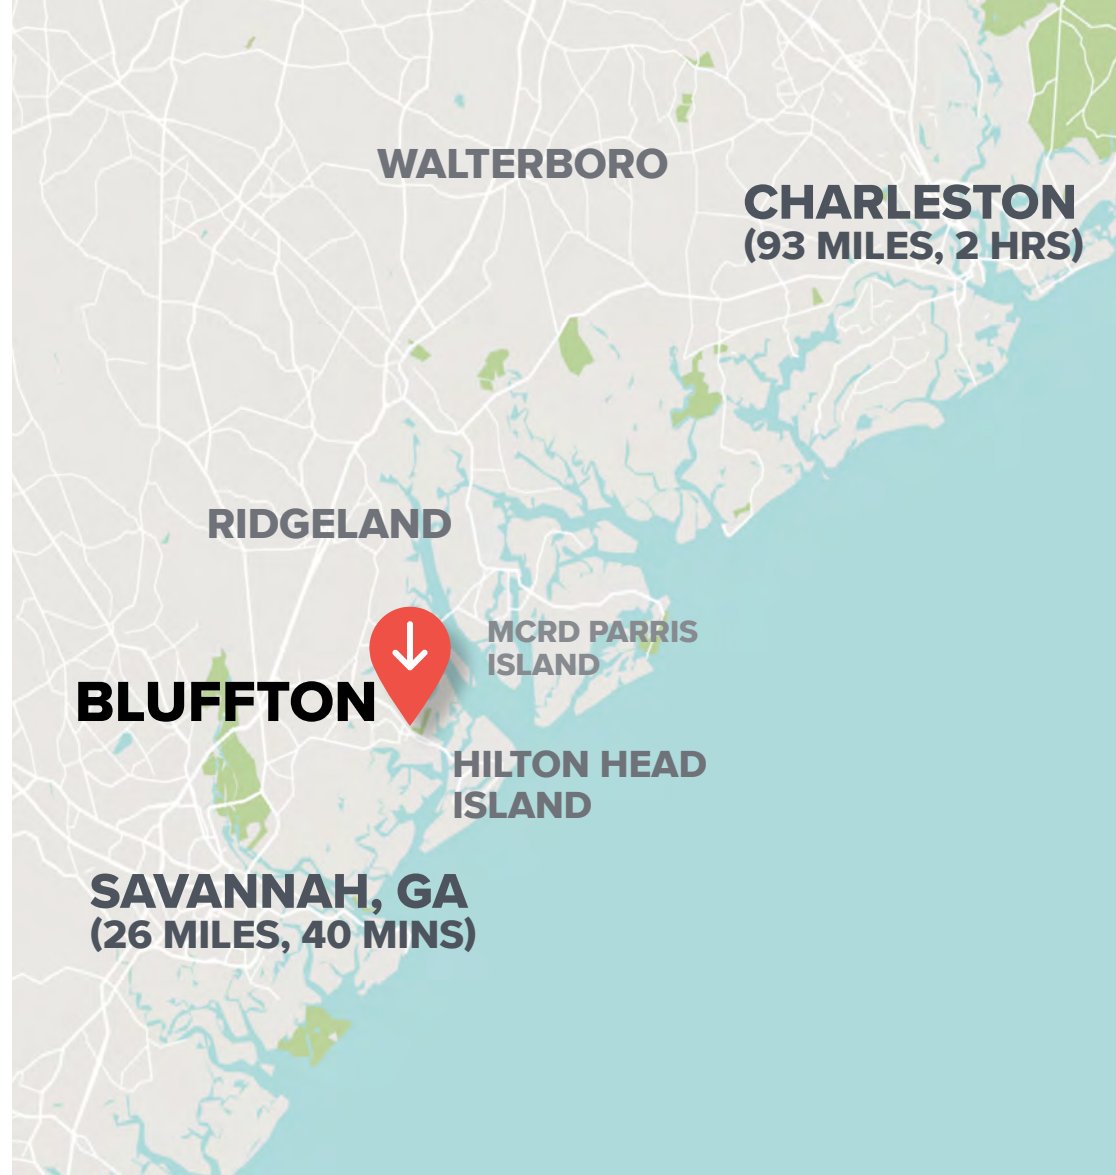 WALTERBORO
CHARLESTON
(93 MILES, 2 HRS)
RIDGELAND
MCRD PARRIS
ISLAND
BLUFFTON
HILTON HEAD
ISLAND
SAVANNAH, GA
(26 MILES, 40 MINS)